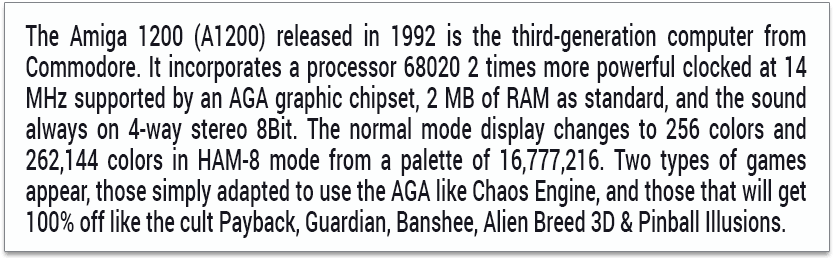 The Amiga 1200 (A1200) released in 1992 is the third-generation computer from
Commodore. It incorporates a processor 68020 2 times more powerful clocked at 14
MHz supported by an AGA graphic chipset, 2 MB of RAM as standard, and the sound
always on 4-way stereo 8Bit. The normal mode display changes to 256 colors and
262,144 colors in HAM-8 mode from a palette of 16,777,216. Two types of games
appear, those simply adapted to use the AGA like Chaos Engine, and those that will get
100% off like the cult Payback, Guardian, Banshee, Alien Breed 3D & Pinball Illusions.